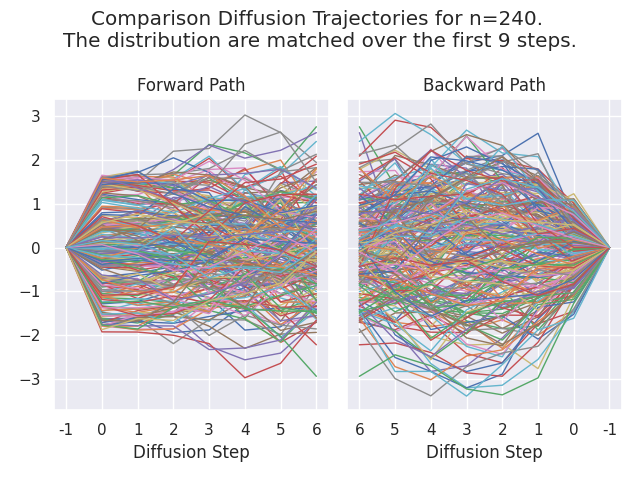 Comparison Diffusion Trajectories for n=240.
The distribution are matched over the first 9 steps.
Forward Path
Backward Path
3
2
1
0
−1
−2
−3
-1 0 1 2 3 4 5 6
6 5 4 3 2 1 0 -1
Diffusion Step
Diffusion Step